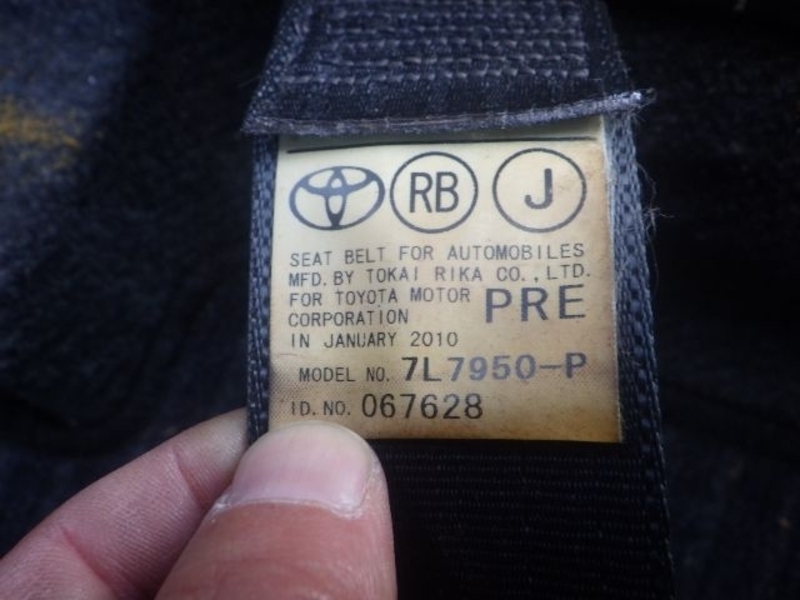 RB J
SEAT BELT FOR AUTOMOBILES
MFD. BY TOKAI RIKA CO., LTD.
FOR TOYOTA MOTOR PRE
CORPORATION
IN JANUARY 2010
MODEL NO. 7L7950-P
ID. NO. 067628